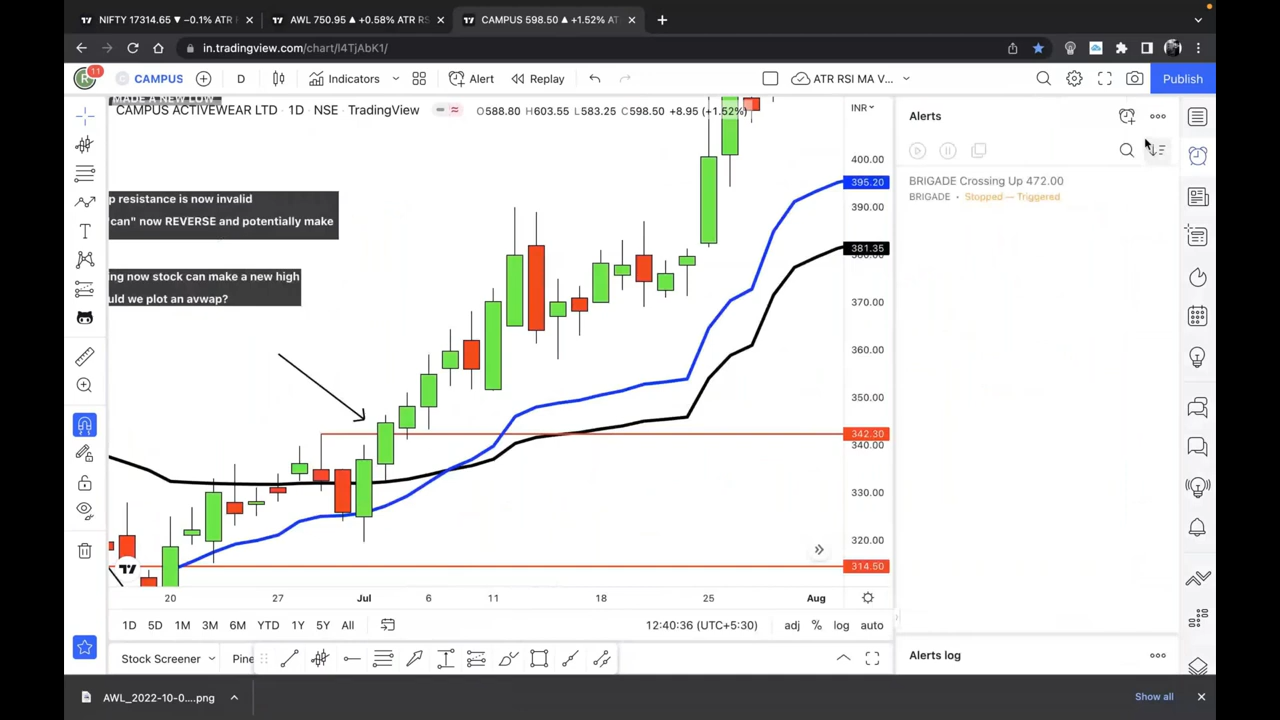 NIFTY 17314.65 ▼ −0.1% ATR
AWL 750.95 ▲ +0.58% ATR RS
CAMPUS 598.50 ▲ +1.52% AT
in.tradingview.com/chart/I4TjAbK1/
R
11
CAMPUS
D
Indicators
Alert
Replay
ATR RSI MA V...
Publish
MADE A NEW LOW
CAMPUS ACTIVEWEAR LTD · 1D · NSE · TradingView
O588.80 H603.55 L583.25 C598.50 +8.95 (+1.52%)
INR
Alerts
BRIGADE Crossing Up 472.00
BRIGADE • Stopped — Triggered
p resistance is now invalid
"can" now REVERSE and potentially make
ing now stock can make a new high
uld we plot an avwap?
400.00
395.20
390.00
381.35
380.00
370.00
360.00
350.00
342.30
340.00
330.00
320.00
314.50
20
27
Jul
6
11
18
25
Aug
1D 5D 1M 3M 6M YTD 1Y 5Y All
12:40:36 (UTC+5:30)
adj % log auto
Stock Screener
Pine
Alerts log
AWL_2022-10-0....png
Show all